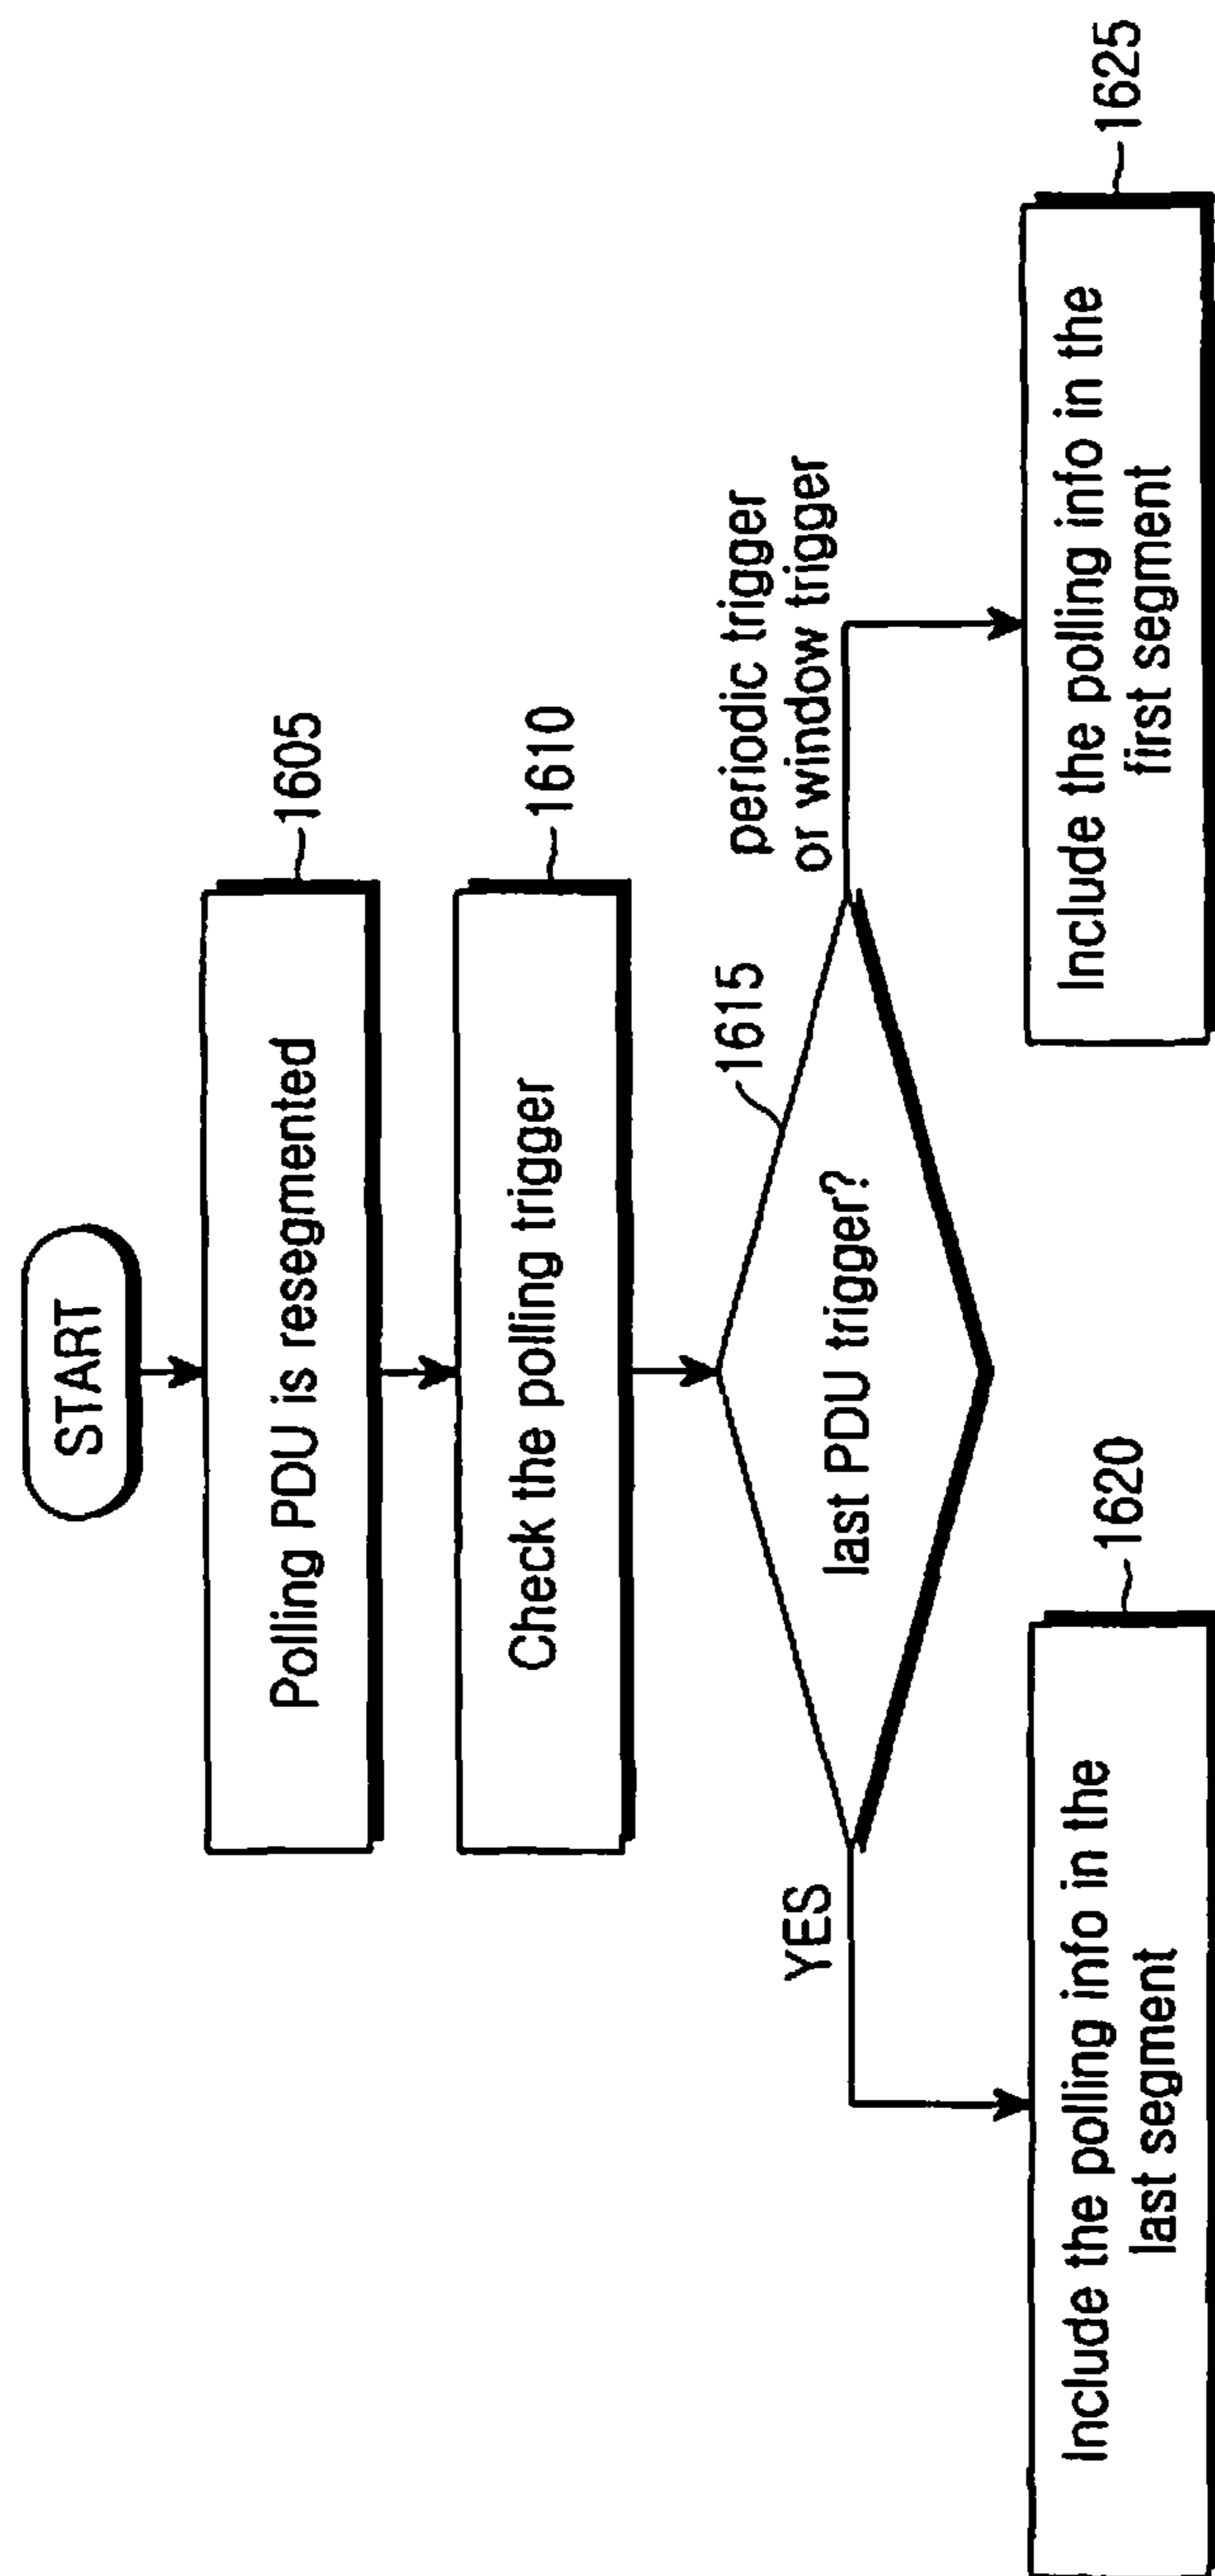 START
Polling PDU is resegmented
1605
Check the polling trigger
1610
last PDU trigger?
1615
YES
periodic trigger
or window trigger
Include the polling info in the
last segment
1620
Include the polling info in the
first segment
1625